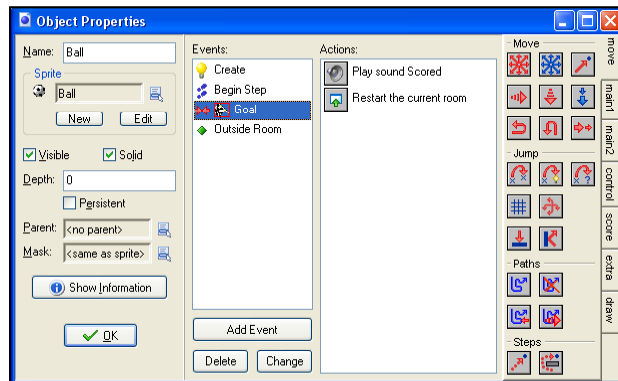 Object Properties
Name: Ball
Sprite
Ball
New Edit
Visible Solid
Depth: 0
Persistent
Parent: <no parent>
Mask: <same as sprite>
Show Information
OK
Events:
Create
Begin Step
Goal
Outside Room
Add Event
Delete Change
Actions:
Play sound Scored
Restart the current room
Move
Jump
Paths
Steps
move
main1
main2
control
score
extra
draw